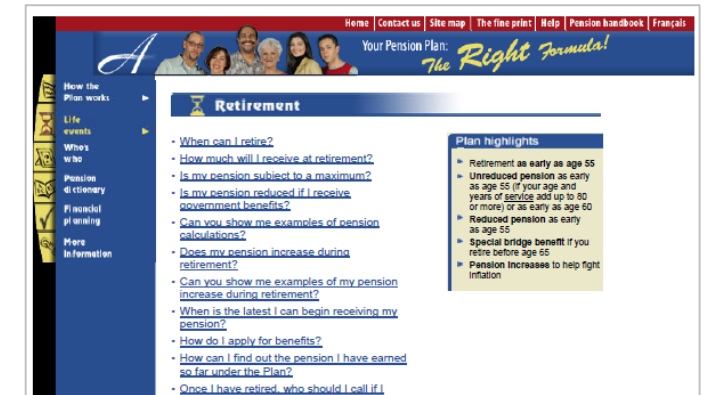 Home | Contact us | Site map | The fine print | Help | Pension handbook | Français
A
Your Pension Plan:
The Right Formula!
How the
Plan works
Life
events
Who's
who
Pension
dictionary
Financial
planning
More
Information
Retirement
• When can I retire?
• How much will I receive at retirement?
• Is my pension subject to a maximum?
• Is my pension reduced if I receive
government benefits?
• Can you show me examples of pension
calculations?
• Does my pension increase during
retirement?
• Can you show me examples of my pension
increase during retirement?
• When is the latest I can begin receiving my
pension?
• How do I apply for benefits?
• How can I find out the pension I have earned
so far under the Plan?
• Once I have retired, who should I call if I
Plan highlights
Retirement as early as age 55
Unreduced pension as early
as age 55 (if your age and
years of service add up to 80
or more) or as early as age 60
Reduced pension as early
as age 55
Special bridge benefit if you
retire before age 65
Pension increases to help fight
inflation